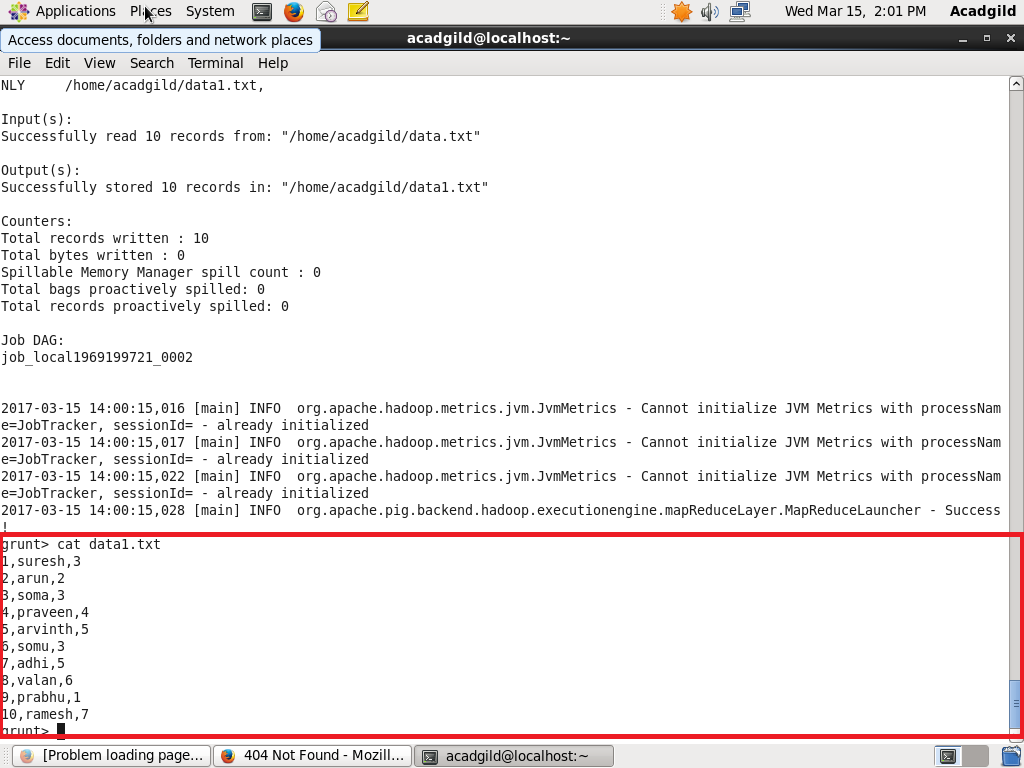 Applications Places System Wed Mar 15, 2:01 PM Acadgild
Access documents, folders and network places
acadgild@localhost:~
File Edit View Search Terminal Help
NLY     /home/acadgild/data1.txt,
Input(s):
Successfully read 10 records from: "/home/acadgild/data.txt"
Output(s):
Successfully stored 10 records in: "/home/acadgild/data1.txt"
Counters:
Total records written : 10
Total bytes written : 0
Spillable Memory Manager spill count : 0
Total bags proactively spilled: 0
Total records proactively spilled: 0
Job DAG:
job_local1969199721_0002
2017-03-15 14:00:15,016 [main] INFO  org.apache.hadoop.metrics.jvm.JvmMetrics - Cannot initialize JVM Metrics with processNam
e=JobTracker, sessionId= - already initialized
2017-03-15 14:00:15,017 [main] INFO  org.apache.hadoop.metrics.jvm.JvmMetrics - Cannot initialize JVM Metrics with processNam
e=JobTracker, sessionId= - already initialized
2017-03-15 14:00:15,022 [main] INFO  org.apache.hadoop.metrics.jvm.JvmMetrics - Cannot initialize JVM Metrics with processNam
e=JobTracker, sessionId= - already initialized
2017-03-15 14:00:15,028 [main] INFO  org.apache.pig.backend.hadoop.executionengine.mapReduceLayer.MapReduceLauncher - Success
!
grunt> cat data1.txt
1,suresh,3
2,arun,2
3,soma,3
4,praveen,4
5,arvinth,5
6,somu,3
7,adhi,5
8,valan,6
9,prabhu,1
10,ramesh,7
grunt>
[Problem loading page... 404 Not Found - Mozill... acadgild@localhost:~